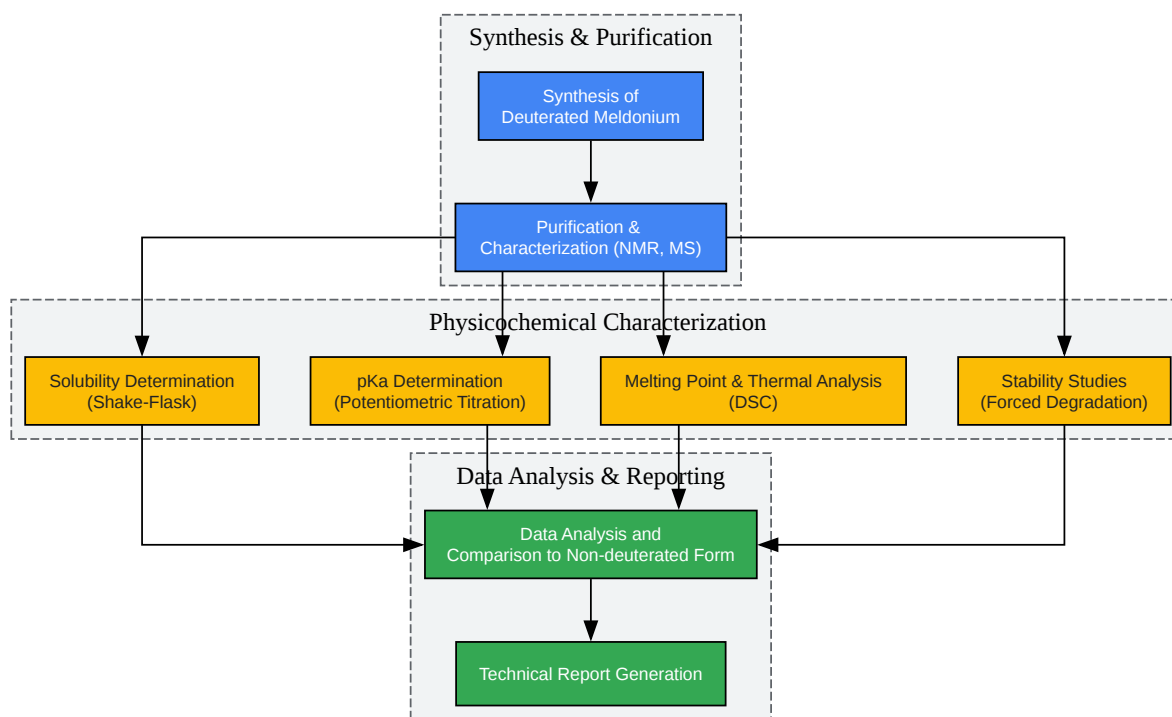 Synthesis & Purification
Synthesis of
Deuterated Meldonium
Purification &
Characterization (NMR, MS)
Physicochemical Characterization
Solubility Determination
(Shake-Flask)
pKa Determination
(Potentiometric Titration)
Melting Point & Thermal Analysis
(DSC)
Stability Studies
(Forced Degradation)
Data Analysis & Reporting
Data Analysis and
Comparison to Non-deuterated Form
Technical Report Generation